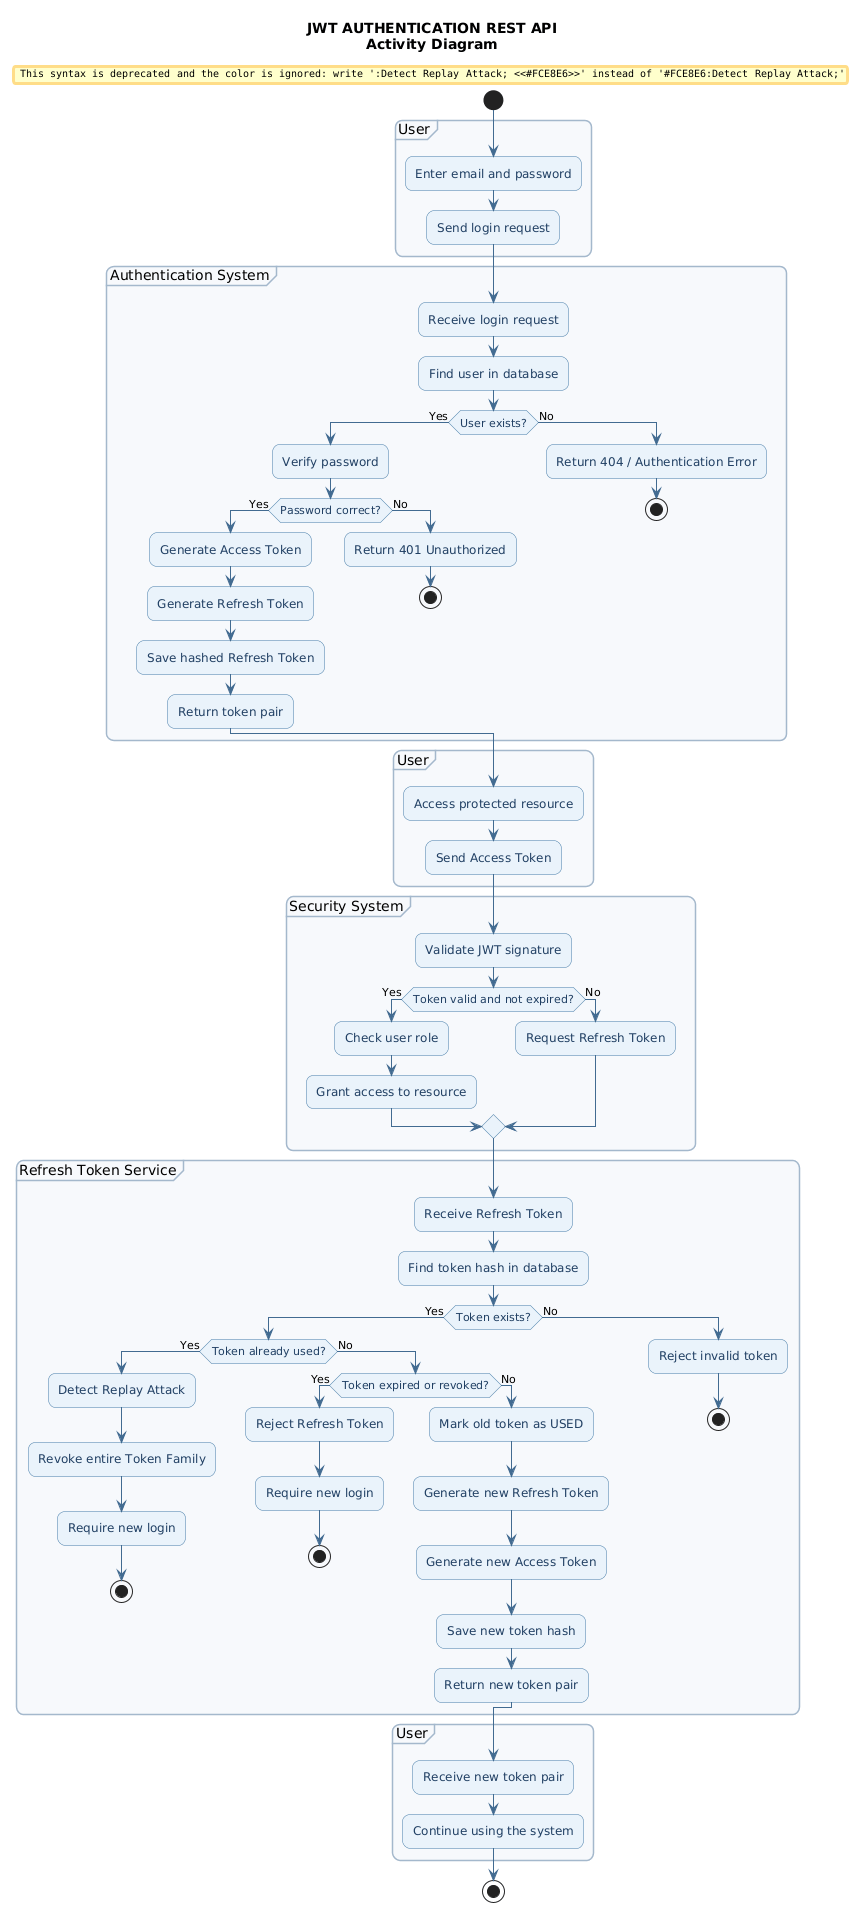 JWT AUTHENTICATION REST API
Activity Diagram
This syntax is deprecated and the color is ignored: write ':Detect Replay Attack; <<#FCE8E6>>' instead of '#FCE8E6:Detect Replay Attack;'
User
Enter email and password
Send login request
Authentication System
Receive login request
Find user in database
Yes
User exists?
No
Verify password
Return 404 / Authentication Error
Yes
Password correct?
No
Generate Access Token
Return 401 Unauthorized
Generate Refresh Token
Save hashed Refresh Token
Return token pair
User
Access protected resource
Send Access Token
Security System
Validate JWT signature
Yes
Token valid and not expired?
No
Check user role
Request Refresh Token
Grant access to resource
Refresh Token Service
Receive Refresh Token
Find token hash in database
Yes
Token exists?
No
Yes
Token already used?
No
Reject invalid token
Detect Replay Attack
Yes
Token expired or revoked?
No
Reject Refresh Token
Mark old token as USED
Revoke entire Token Family
Require new login
Generate new Refresh Token
Require new login
Generate new Access Token
Save new token hash
Return new token pair
User
Receive new token pair
Continue using the system